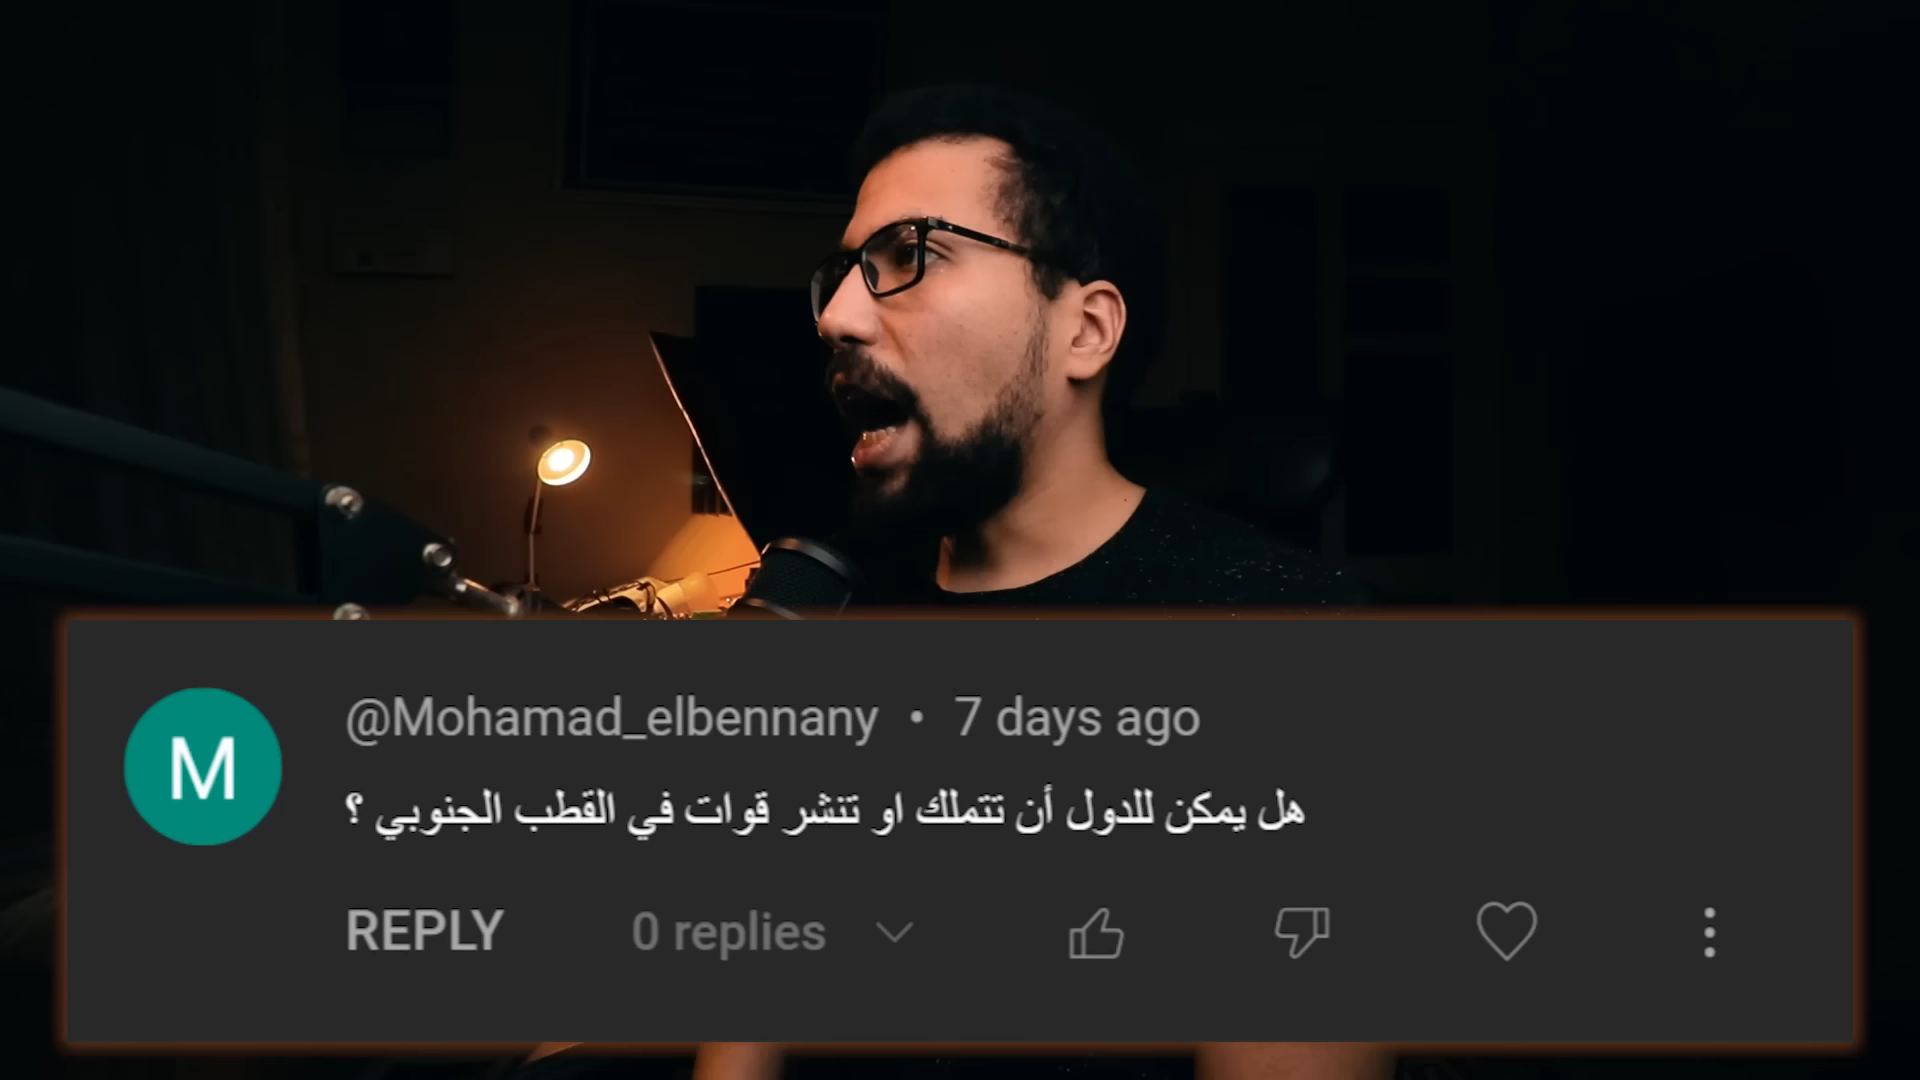 @Mohamad_elbennany • 7 days ago
هل يمكن للدول أن تتملك او تنشر قوات في القطب الجنوبي ؟
REPLY 0 replies